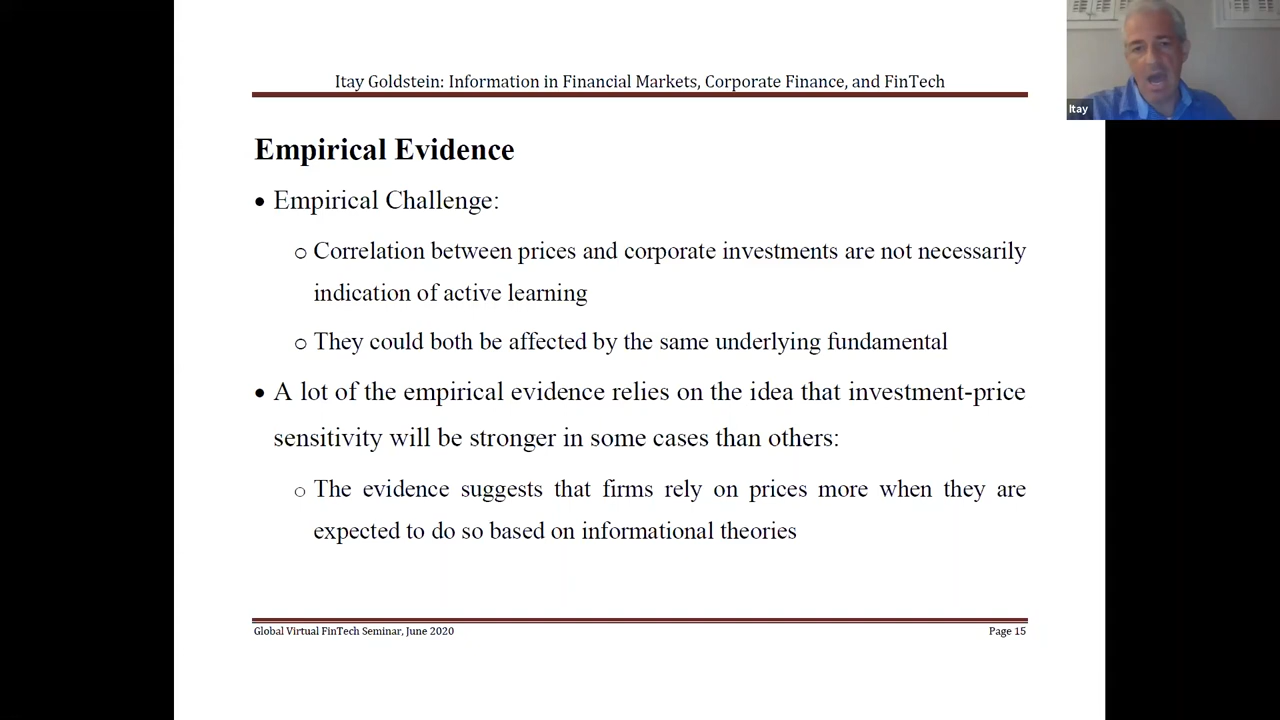 Itay Goldstein: Information in Financial Markets, Corporate Finance, and FinTech
Itay
Empirical Evidence
• Empirical Challenge:
o Correlation between prices and corporate investments are not necessarily
indication of active learning
o They could both be affected by the same underlying fundamental
• A lot of the empirical evidence relies on the idea that investment-price
sensitivity will be stronger in some cases than others:
o The evidence suggests that firms rely on prices more when they are
expected to do so based on informational theories
Global Virtual FinTech Seminar, June 2020
Page 15